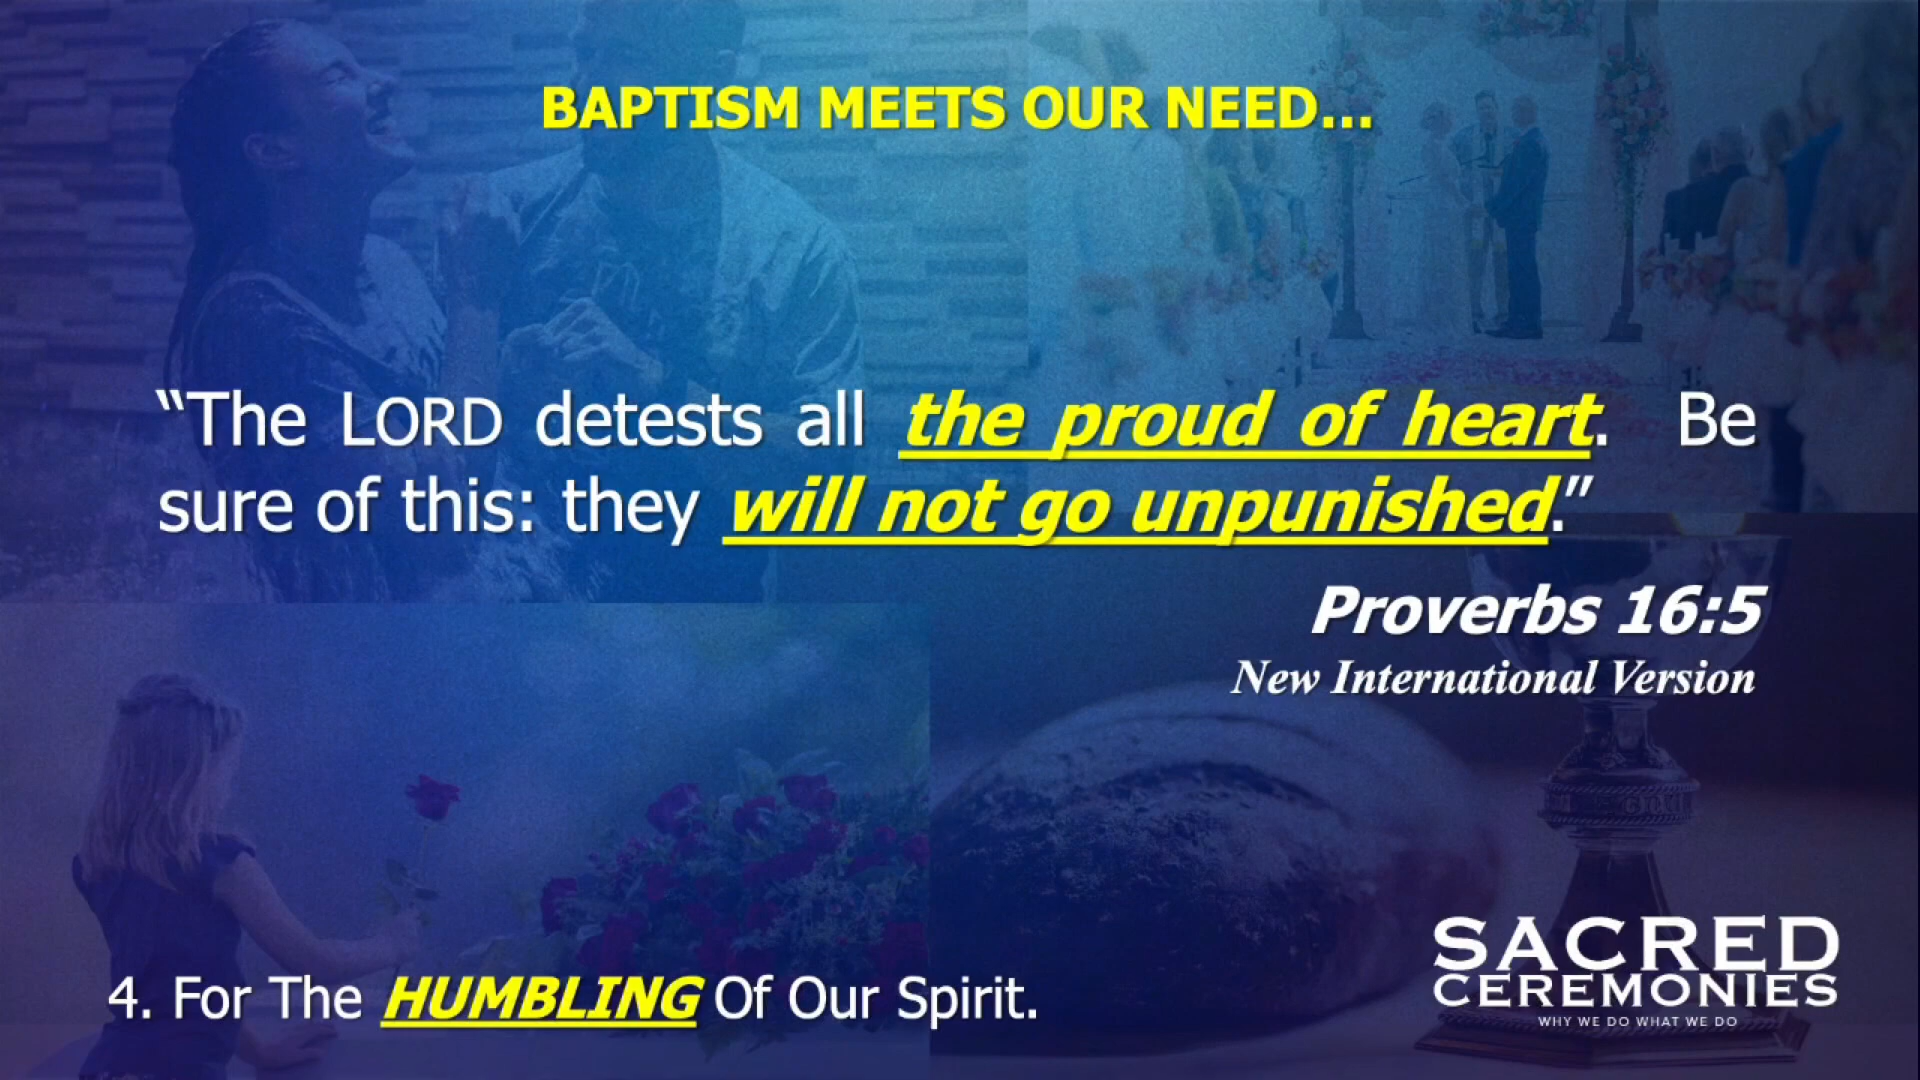 BAPTISM MEETS OUR NEED...
“The LORD detests all the proud of heart. Be
sure of this: they will not go unpunished.”
Proverbs 16:5
New International Version
4. For The HUMBLING Of Our Spirit.
SACRED
CEREMONIES
WHY WE DO WHAT WE DO